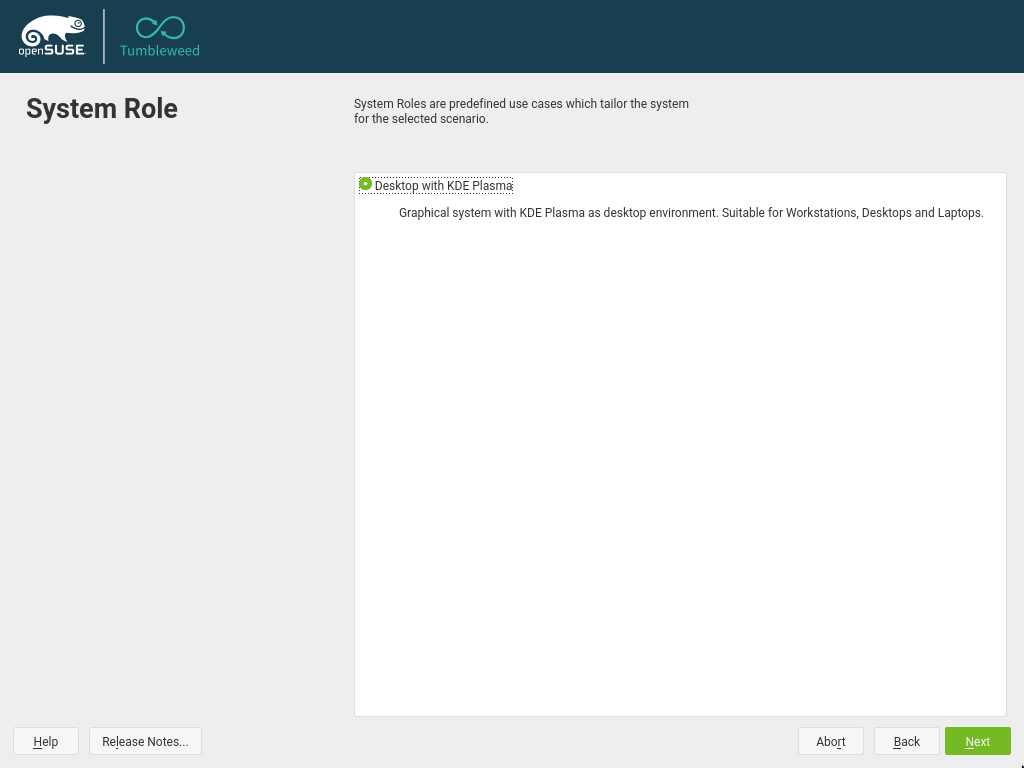 openSUSE
Tumbleweed
System Role
System Roles are predefined use cases which tailor the system
for the selected scenario.
Desktop with KDE Plasma
Graphical system with KDE Plasma as desktop environment. Suitable for Workstations, Desktops and Laptops.
Help
Release Notes...
Abort
Back
Next